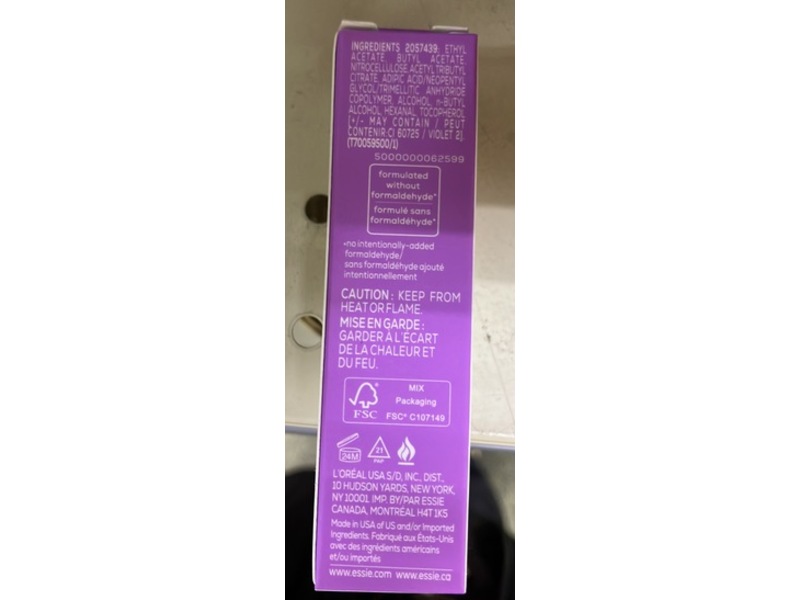 INGREDIENTS 2057439: ETHYL
ACETATE, BUTYL ACETATE,
NITROCELLULOSE, ACETYL TRIBUTYL
CITRATE, ADIPIC ACID/NEOPENTYL
GLYCOL/TRIMELLITIC ANHYDRIDE
COPOLYMER, ALCOHOL, n-BUTYL
ALCOHOL, HEXANAL, TOCOPHEROL
[+/- MAY CONTAIN / PEUT
CONTENIR:CI 60725 / VIOLET 2].
(T70059500/1)
5000000062599
formulated
without
formaldehyde*
formulé sans
formaldéhyde*
*no intentionally-added
formaldehyde/
sans formaldéhyde ajouté
intentionnellement
CAUTION : KEEP FROM
HEAT OR FLAME.
MISE EN GARDE :
GARDER À L'ÉCART
DE LA CHALEUR ET
DU FEU.
FSC®
MIX
Packaging
FSC® C107149
24M
21
PAP
L'ORÉAL USA S/D, INC., DIST.,
10 HUDSON YARDS, NEW YORK,
NY 10001. IMP. BY/PAR ESSIE
CANADA, MONTRÉAL H4T 1K5
Made in USA of US and/or Imported
Ingredients. Fabriqué aux États-Unis
avec des ingrédients américains
et/ou importés
www.essie.com www.essie.ca